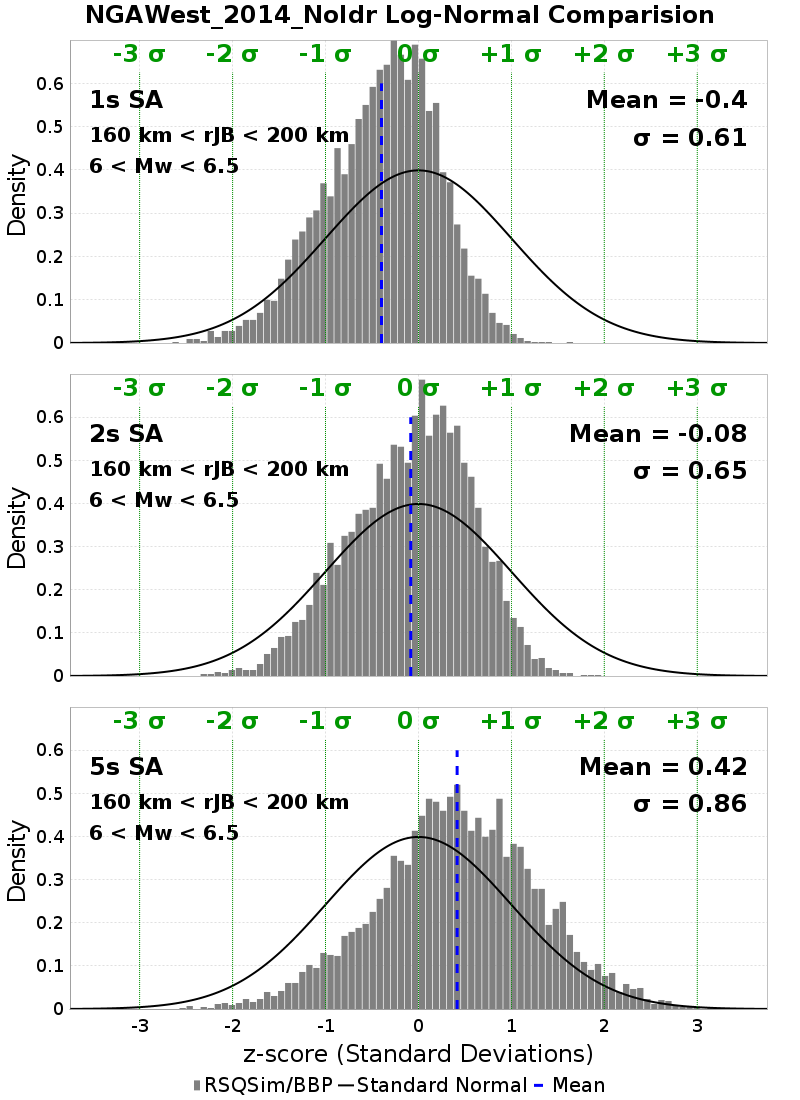 NGAWest_2014_NoIdr Log-Normal Comparision
-3 σ -2 σ -1 σ 0 σ +1 σ +2 σ +3 σ
1s SA
Mean = -0.4
160 km < rJB < 200 km
σ = 0.61
6 < Mw < 6.5
Density
0.6
0.5
0.4
0.3
0.2
0.1
0
-3 σ -2 σ -1 σ 0 σ +1 σ +2 σ +3 σ
2s SA
Mean = -0.08
160 km < rJB < 200 km
σ = 0.65
6 < Mw < 6.5
Density
0.6
0.5
0.4
0.3
0.2
0.1
0
-3 σ -2 σ -1 σ 0 σ +1 σ +2 σ +3 σ
5s SA
Mean = 0.42
160 km < rJB < 200 km
σ = 0.86
6 < Mw < 6.5
Density
0.6
0.5
0.4
0.3
0.2
0.1
0
-3 -2 -1 0 1 2 3
z-score (Standard Deviations)
RSQSim/BBP Standard Normal Mean